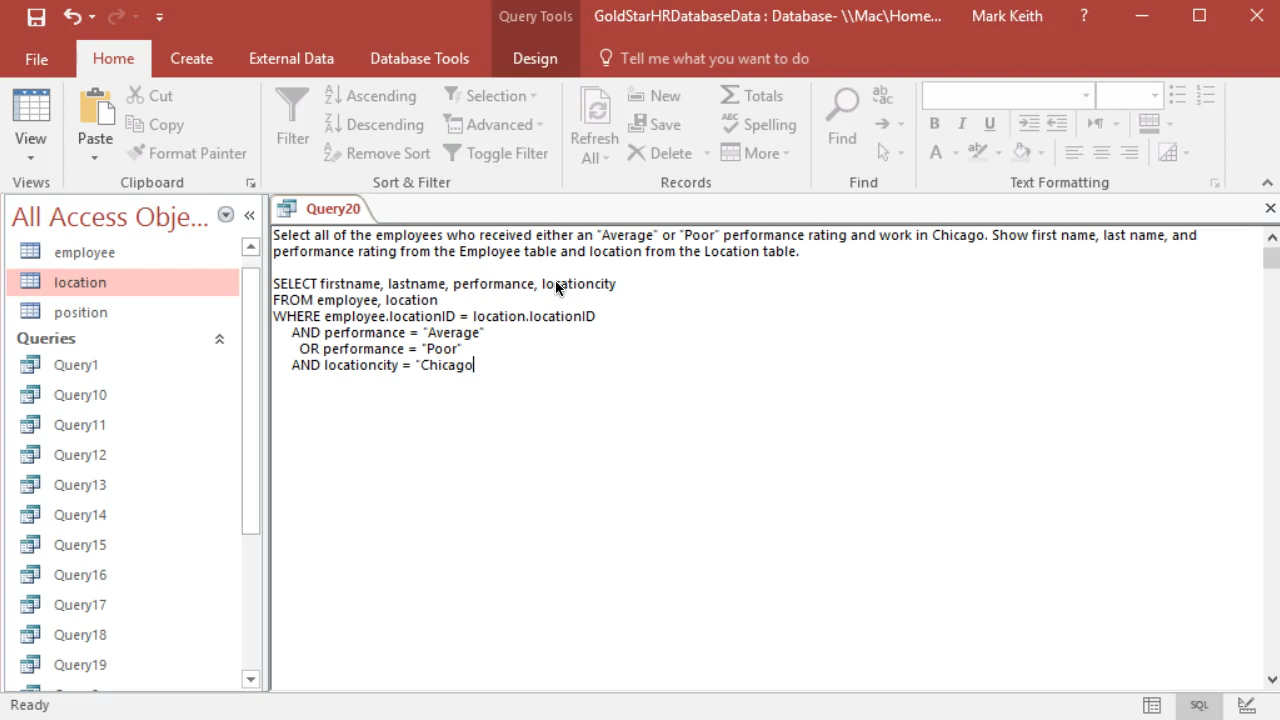 Query Tools
GoldStarHRDatabaseData : Database- \\Mac\Home...
Mark Keith
?
File
Home
Create
External Data
Database Tools
Design
Tell me what you want to do
View
Views
Paste
Cut
Copy
Format Painter
Clipboard
Filter
Ascending
Descending
Remove Sort
Selection
Advanced
Toggle Filter
Sort & Filter
Refresh
All
New
Save
Delete
Totals
Spelling
More
Records
Find
Find
B I U
A
Text Formatting
All Access Obje...
employee
location
position
Queries
Query1
Query10
Query11
Query12
Query13
Query14
Query15
Query16
Query17
Query18
Query19
Query20
Select all of the employees who received either an "Average" or "Poor" performance rating and work in Chicago. Show first name, last name, and
performance rating from the Employee table and location from the Location table.
SELECT firstname, lastname, performance, locationcity
FROM employee, location
WHERE employee.locationID = location.locationID
AND performance = "Average"
OR performance = "Poor"
AND locationcity = "Chicago
Ready
SQL